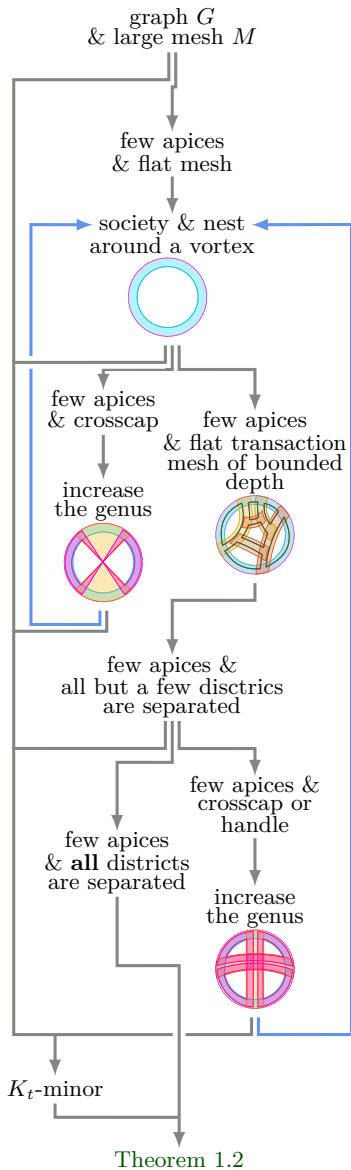 graph G
& large mesh M
few apices
& flat mesh
society & nest
around a vortex
few apices
& crosscap
few apices
& flat transaction
mesh of bounded
depth
increase
the genus
few apices &
all but a few disctrics
are separated
few apices &
crosscap or
handle
few apices
& all districts
are separated
increase
the genus
K_t-minor
Theorem 1.2